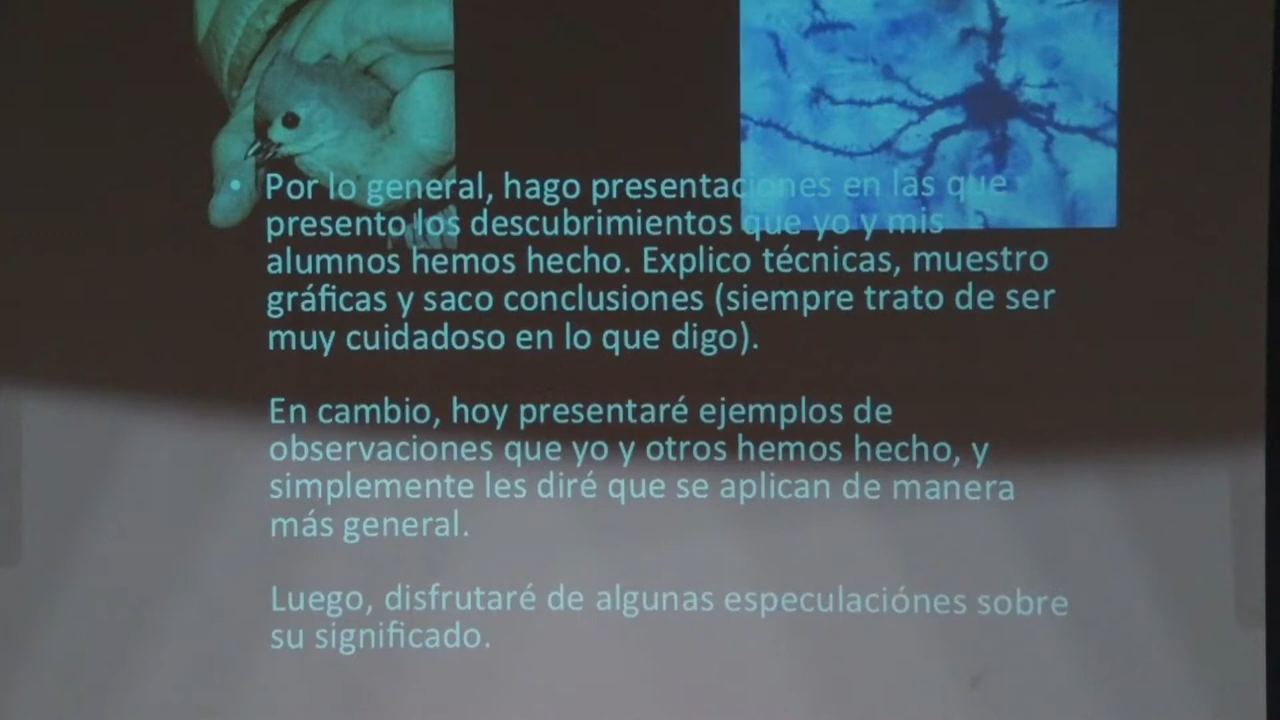 • Por lo general, hago presentaciones en las que
presento los descubrimientos que yo y mis
alumnos hemos hecho. Explico técnicas, muestro
gráficas y saco conclusiones (siempre trato de ser
muy cuidadoso en lo que digo).
En cambio, hoy presentaré ejemplos de
observaciones que yo y otros hemos hecho, y
simplemente les diré que se aplican de manera
más general.
Luego, disfrutaré de algunas especulaciónes sobre
su significado.